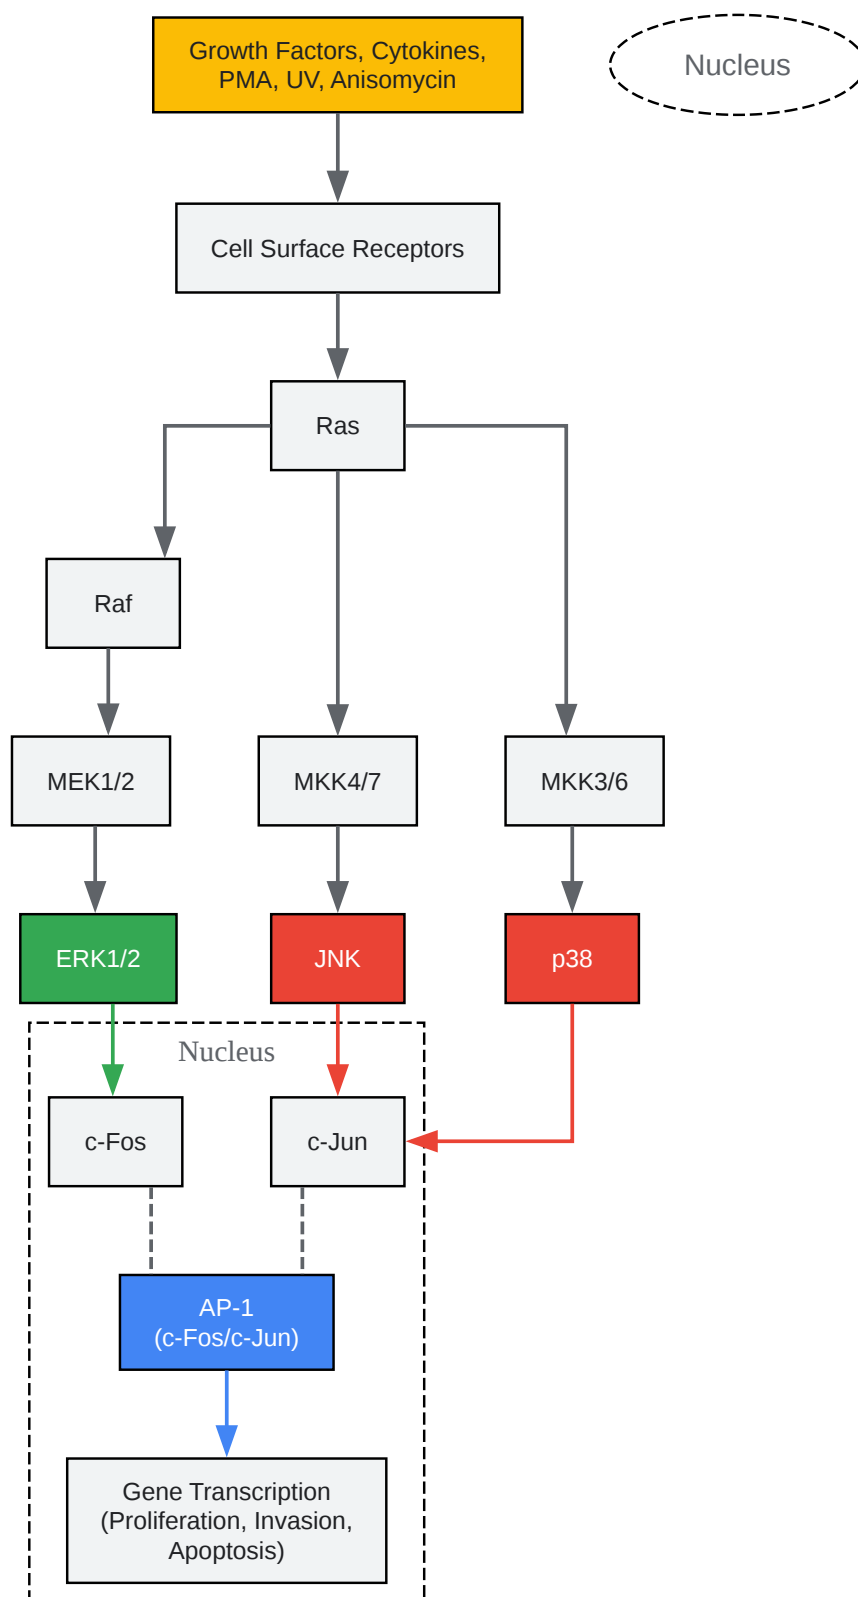 Growth Factors, Cytokines,
PMA, UV, Anisomycin
Nucleus
Cell Surface Receptors
Ras
Raf
MEK1/2
MKK4/7
MKK3/6
ERK1/2
JNK
p38
Nucleus
c-Fos
c-Jun
AP-1
(c-Fos/c-Jun)
Gene Transcription
(Proliferation, Invasion,
Apoptosis)